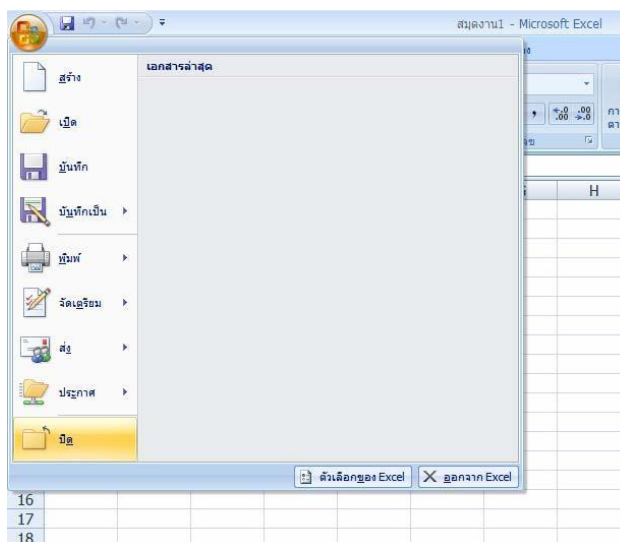 สมุดงาน1 - Microsoft Excel
สร้าง
เอกสารล่าสุด
เปิด
บันทึก
บันทึกเป็น
พิมพ์
จัดเตรียม
ส่ง
ประกาศ
ปิด
ตัวเลือกของ Excel
ออกจาก Excel
H
16
17
18